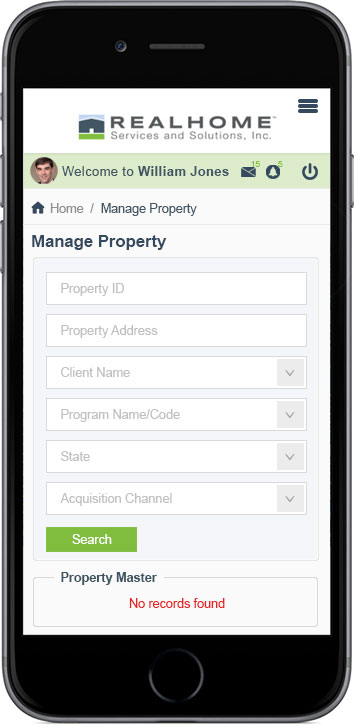 REALHOME™
Services and Solutions, Inc.
Welcome to William Jones 15 5
Home / Manage Property
Manage Property
Property ID
Property Address
Client Name
Program Name/Code
State
Acquisition Channel
Search
Property Master
No records found